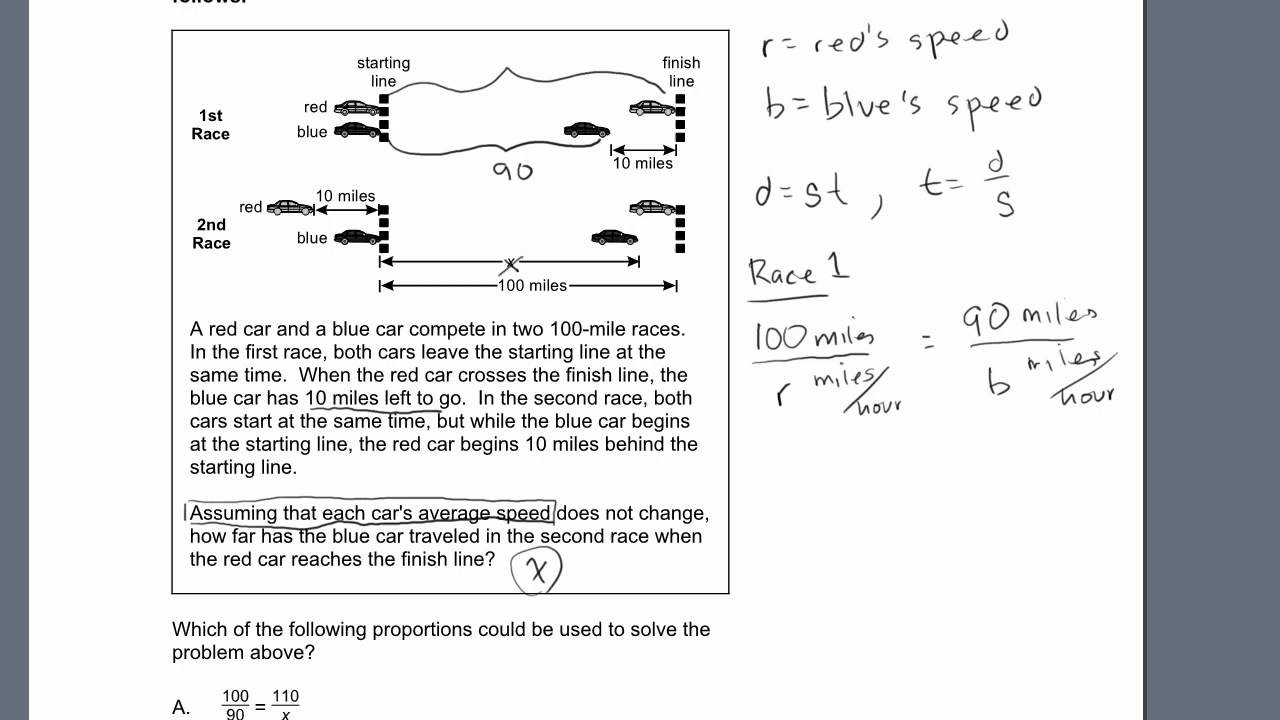 follows:
starting line
finish line
1st Race
red
blue
90
10 miles
2nd Race
red
10 miles
blue
x
100 miles
A red car and a blue car compete in two 100-mile races.
In the first race, both cars leave the starting line at the
same time. When the red car crosses the finish line, the
blue car has 10 miles left to go. In the second race, both
cars start at the same time, but while the blue car begins
at the starting line, the red car begins 10 miles behind the
starting line.
Assuming that each car's average speed does not change,
how far has the blue car traveled in the second race when
the red car reaches the finish line? x
Which of the following proportions could be used to solve the
problem above?
A. 100/90 = 110/x
r = red's speed
b = blue's speed
d = st , t = d/s
Race 1
100 miles = 90 miles
r miles/hour b miles/hour